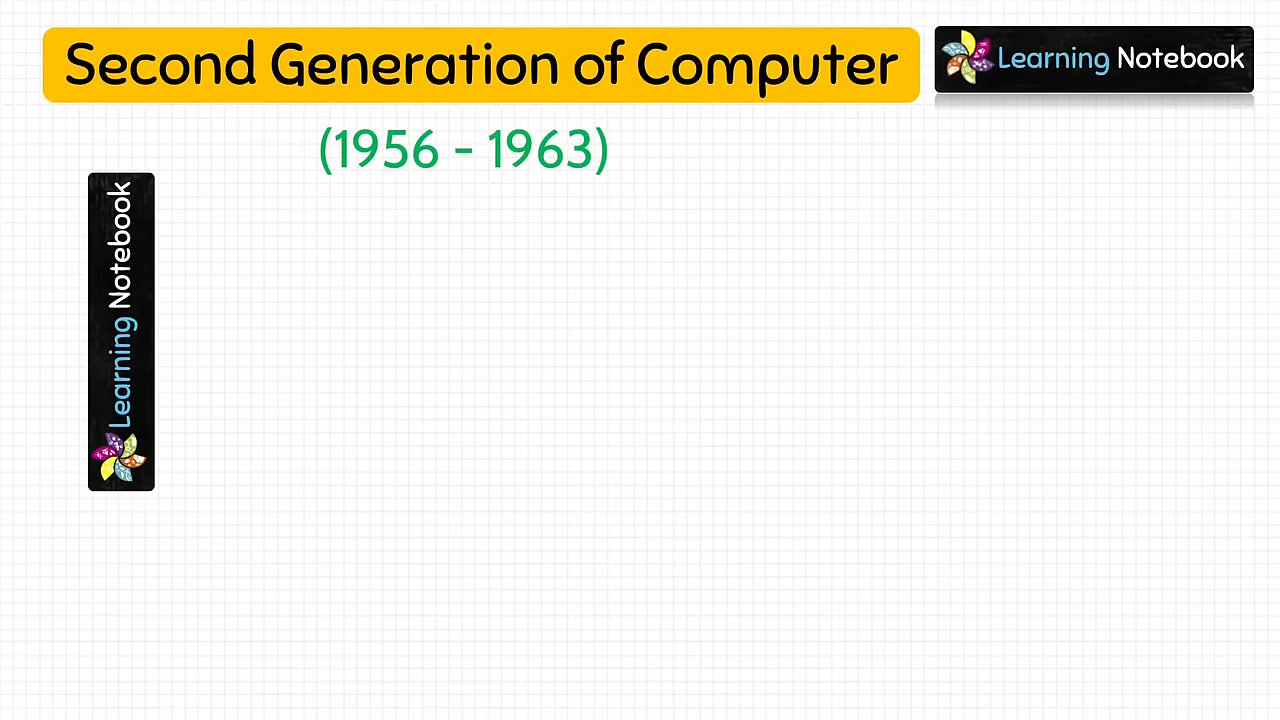 Second Generation of Computer
Learning Notebook
(1956 - 1963)
Learning Notebook